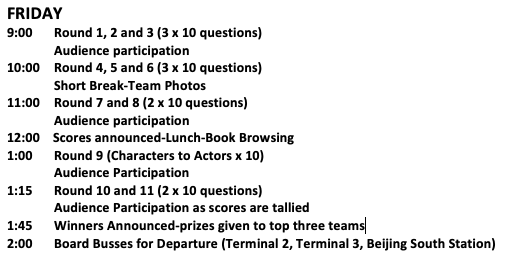 FRIDAY
9:00 Round 1, 2 and 3 (3 x 10 questions)
Audience participation
10:00 Round 4, 5 and 6 (3 x 10 questions)
Short Break-Team Photos
11:00 Round 7 and 8 (2 x 10 questions)
Audience participation
12:00 Scores announced-Lunch-Book Browsing
1:00 Round 9 (Characters to Actors x 10)
Audience Participation
1:15 Round 10 and 11 (2 x 10 questions)
Audience Participation as scores are tallied
1:45 Winners Announced-prizes given to top three teams
2:00 Board Busses for Departure (Terminal 2, Terminal 3, Beijing South Station)